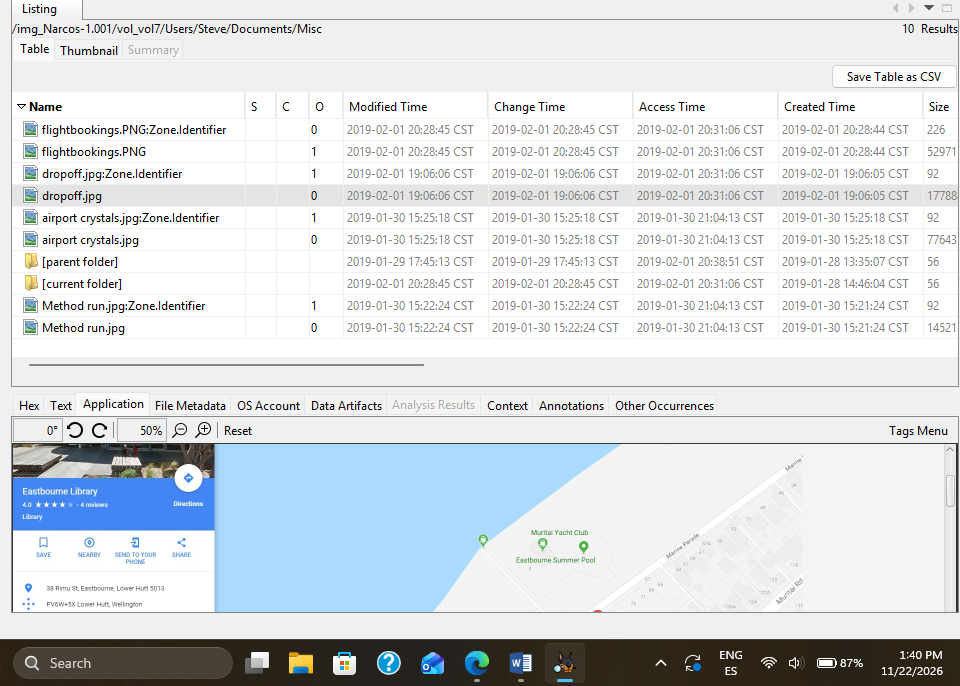 Listing
/img_Narcos-1.001/vol_vol7/Users/Steve/Documents/Misc
10 Results
Table Thumbnail Summary
Save Table as CSV
Name S C O Modified Time Change Time Access Time Created Time Size
flightbookings.PNG:Zone.Identifier 0 2019-02-01 20:28:45 CST 2019-02-01 20:28:45 CST 2019-02-01 20:31:06 CST 2019-02-01 20:28:44 CST 226
flightbookings.PNG 1 2019-02-01 20:28:45 CST 2019-02-01 20:28:45 CST 2019-02-01 20:31:06 CST 2019-02-01 20:28:44 CST 52971
dropoff.jpg:Zone.Identifier 1 2019-02-01 19:06:06 CST 2019-02-01 19:06:06 CST 2019-02-01 20:31:06 CST 2019-02-01 19:06:05 CST 92
dropoff.jpg 0 2019-02-01 19:06:06 CST 2019-02-01 19:06:06 CST 2019-02-01 20:31:06 CST 2019-02-01 19:06:05 CST 17788
airport crystals.jpg:Zone.Identifier 1 2019-01-30 15:25:18 CST 2019-01-30 15:25:18 CST 2019-01-30 21:04:13 CST 2019-01-30 15:25:18 CST 92
airport crystals.jpg 0 2019-01-30 15:25:18 CST 2019-01-30 15:25:18 CST 2019-01-30 21:04:13 CST 2019-01-30 15:25:18 CST 77643
[parent folder] 2019-01-29 17:45:13 CST 2019-01-29 17:45:13 CST 2019-02-01 20:38:51 CST 2019-01-28 13:35:07 CST 56
[current folder] 2019-02-01 20:28:45 CST 2019-02-01 20:28:45 CST 2019-02-01 20:31:06 CST 2019-01-28 14:46:04 CST 56
Method run.jpg:Zone.Identifier 1 2019-01-30 15:22:24 CST 2019-01-30 15:22:24 CST 2019-01-30 21:04:13 CST 2019-01-30 15:21:24 CST 92
Method run.jpg 0 2019-01-30 15:22:24 CST 2019-01-30 15:22:24 CST 2019-01-30 21:04:13 CST 2019-01-30 15:21:24 CST 14521
Hex Text Application File Metadata OS Account Data Artifacts Analysis Results Context Annotations Other Occurrences
0° 50% Reset Tags Menu
Eastbourne Library
4.0 ★★★★☆ · 4 reviews
Library
Directions
SAVE NEARBY SEND TO YOUR PHONE SHARE
38 Rimu St, Eastbourne, Lower Hutt 5013
PV6W+5X Lower Hutt, Wellington
Muritai Yacht Club
Eastbourne Summer Pool
Marine Parade
Marine
Muritai Rd
Search
ENG
ES
87%
1:40 PM
11/22/2026